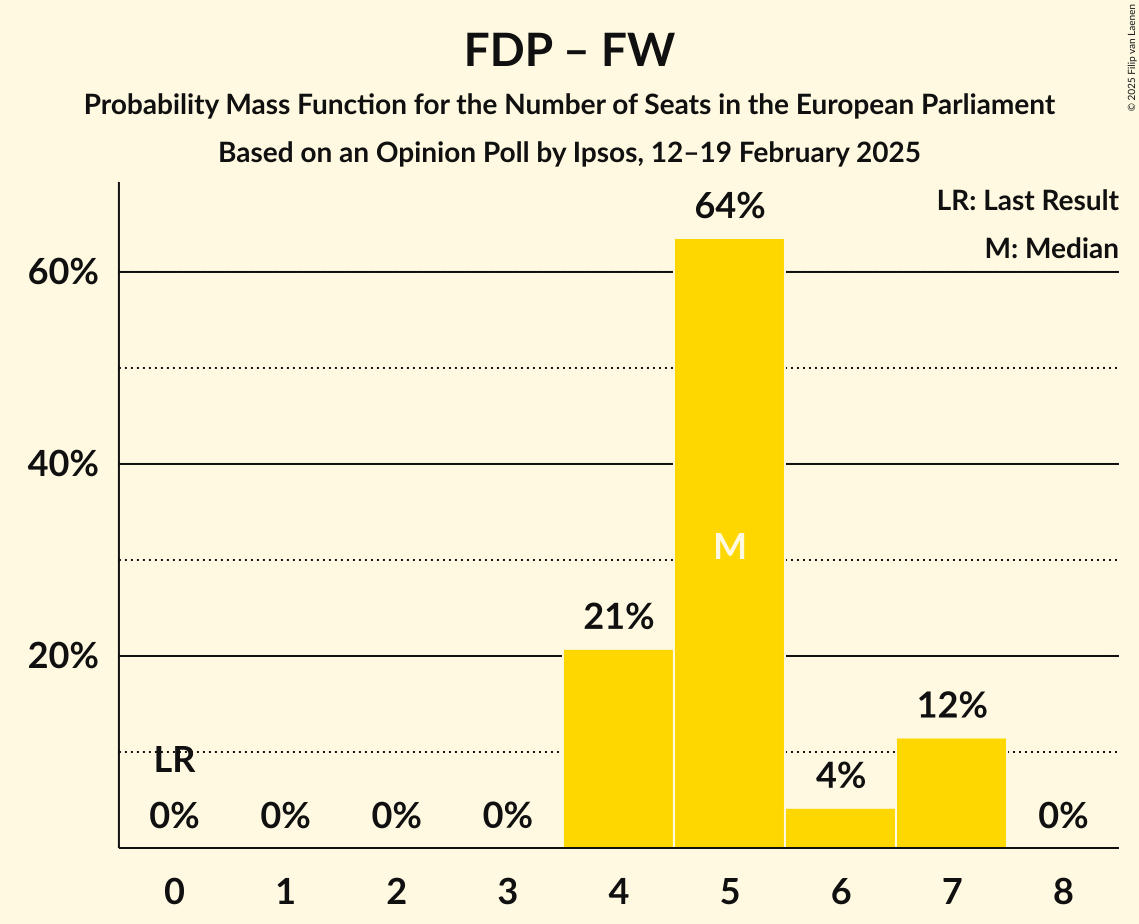 FDP – FW
Probability Mass Function for the Number of Seats in the European Parliament
Based on an Opinion Poll by Ipsos, 12–19 February 2025
© 2025 Filip van Laenen
LR: Last Result
M: Median
64%
60%
40%
M
21%
20%
12%
LR
4%
0% 0% 0% 0% 0%
0 1 2 3 4 5 6 7 8